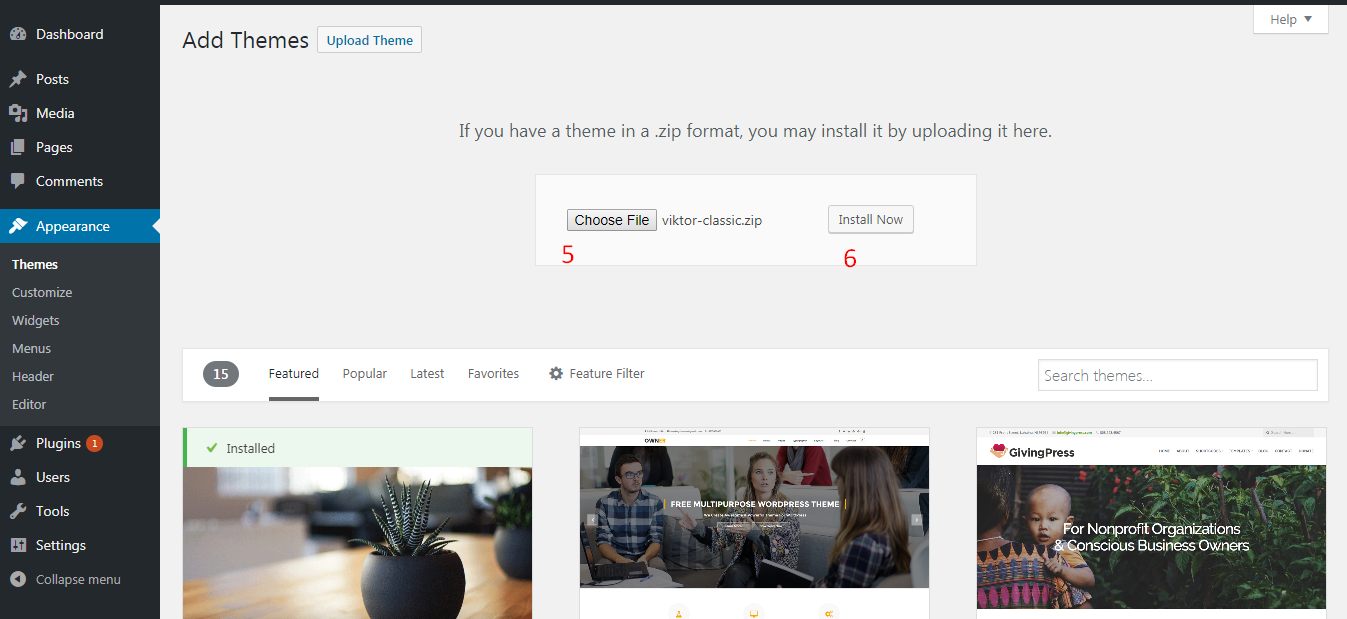 Dashboard
Posts
Media
Pages
Comments
Appearance
Themes
Customize
Widgets
Menus
Header
Editor
Plugins 1
Users
Tools
Settings
Collapse menu
Help
Add Themes Upload Theme
If you have a theme in a .zip format, you may install it by uploading it here.
Choose File viktor-classic.zip Install Now
5 6
15 Featured Popular Latest Favorites Feature Filter Search themes...
Installed
FREE MULTIPURPOSE WORDPRESS THEME
GivingPress
For Nonprofit Organizations
& Conscious Business Owners